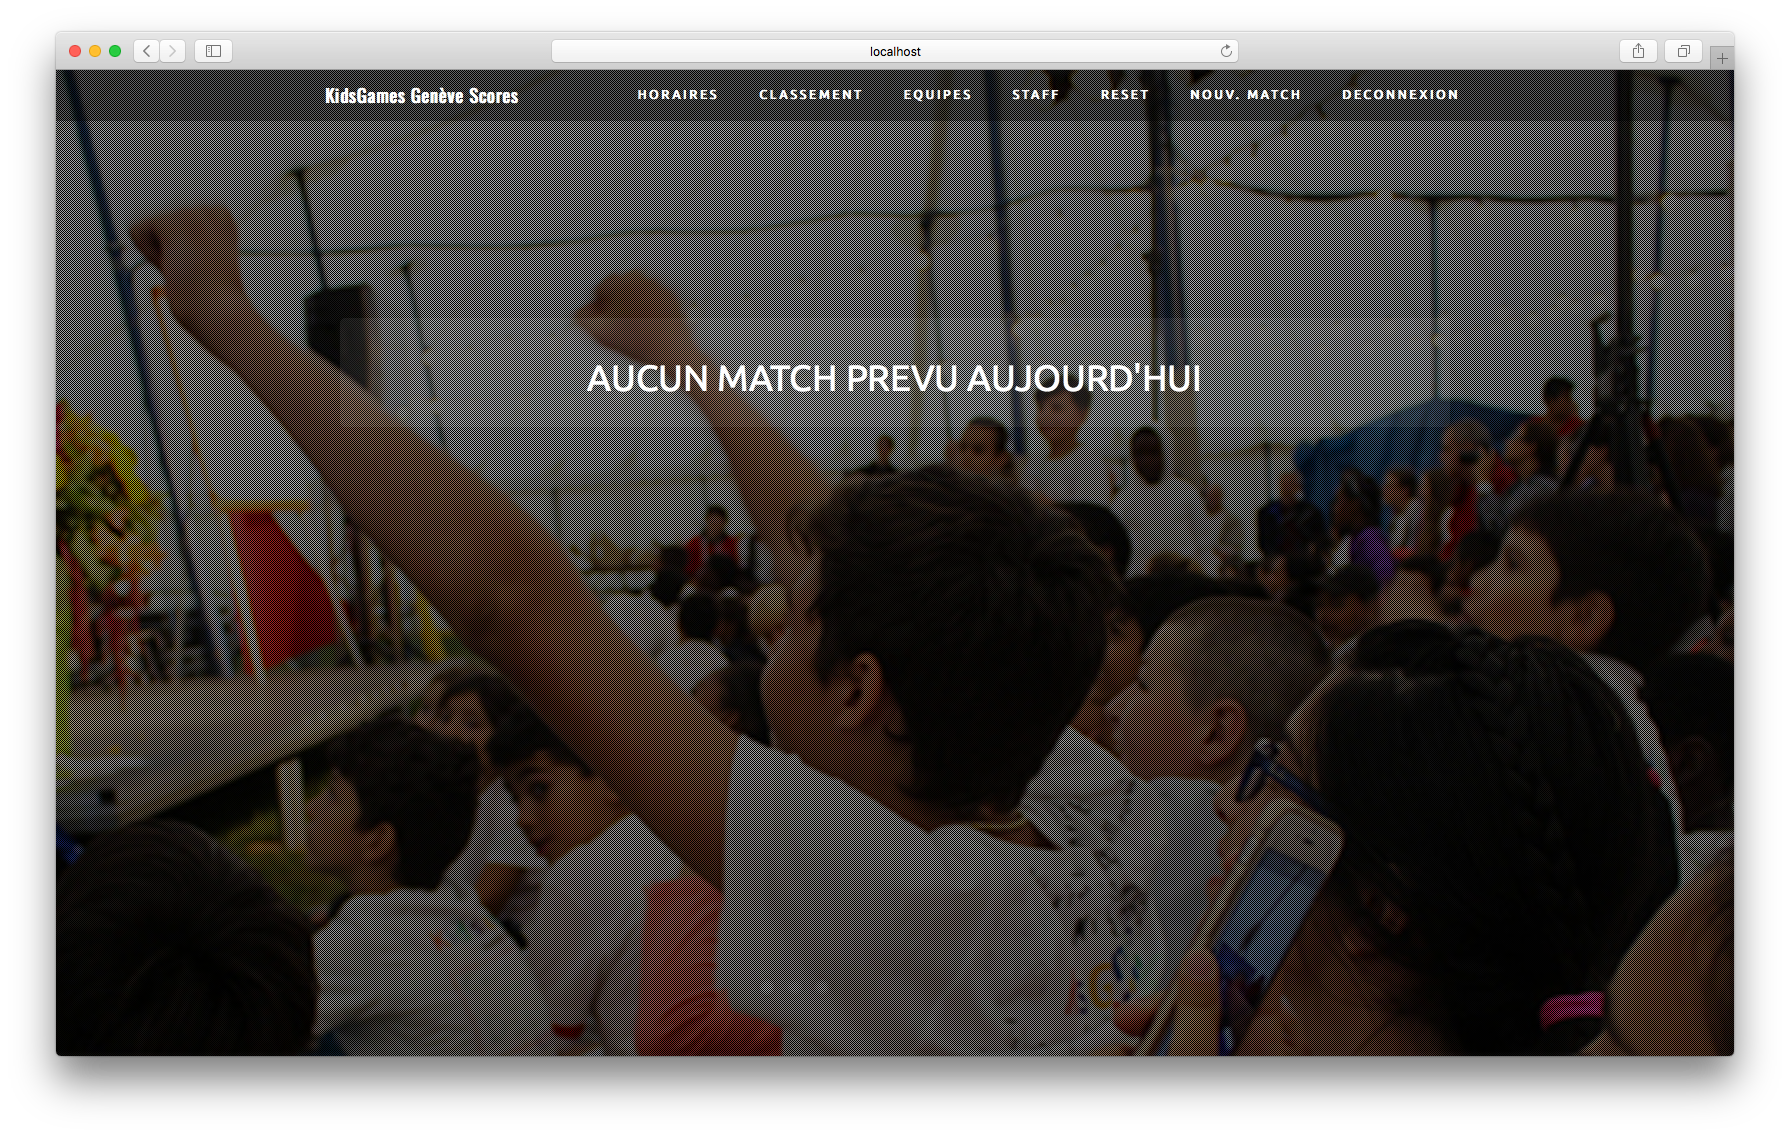 localhost
KidsGames Genève Scores HORAIRES CLASSEMENT EQUIPES STAFF RESET NOUV. MATCH DECONNEXION
AUCUN MATCH PREVU AUJOURD'HUI